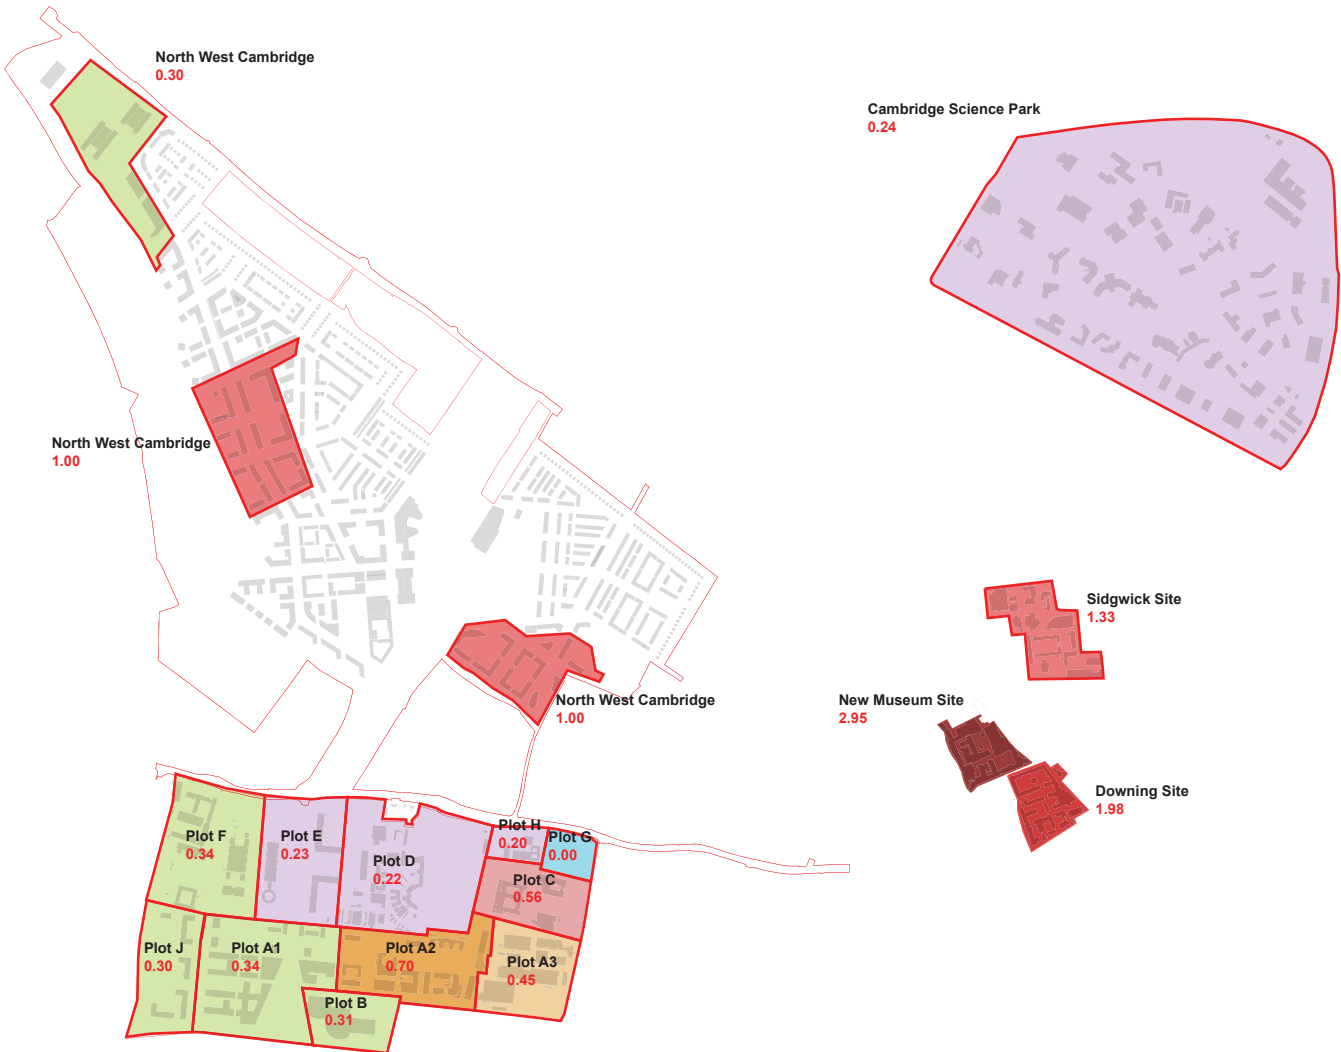 North West Cambridge
0.30
Cambridge Science Park
0.24
North West Cambridge
1.00
Sidgwick Site
1.33
North West Cambridge
1.00
New Museum Site
2.95
Downing Site
1.98
Plot F
0.34
Plot E
0.23
Plot D
0.22
Plot H
0.20
Plot G
0.00
Plot C
0.56
Plot J
0.30
Plot A1
0.34
Plot A2
0.70
Plot A3
0.45
Plot B
0.31